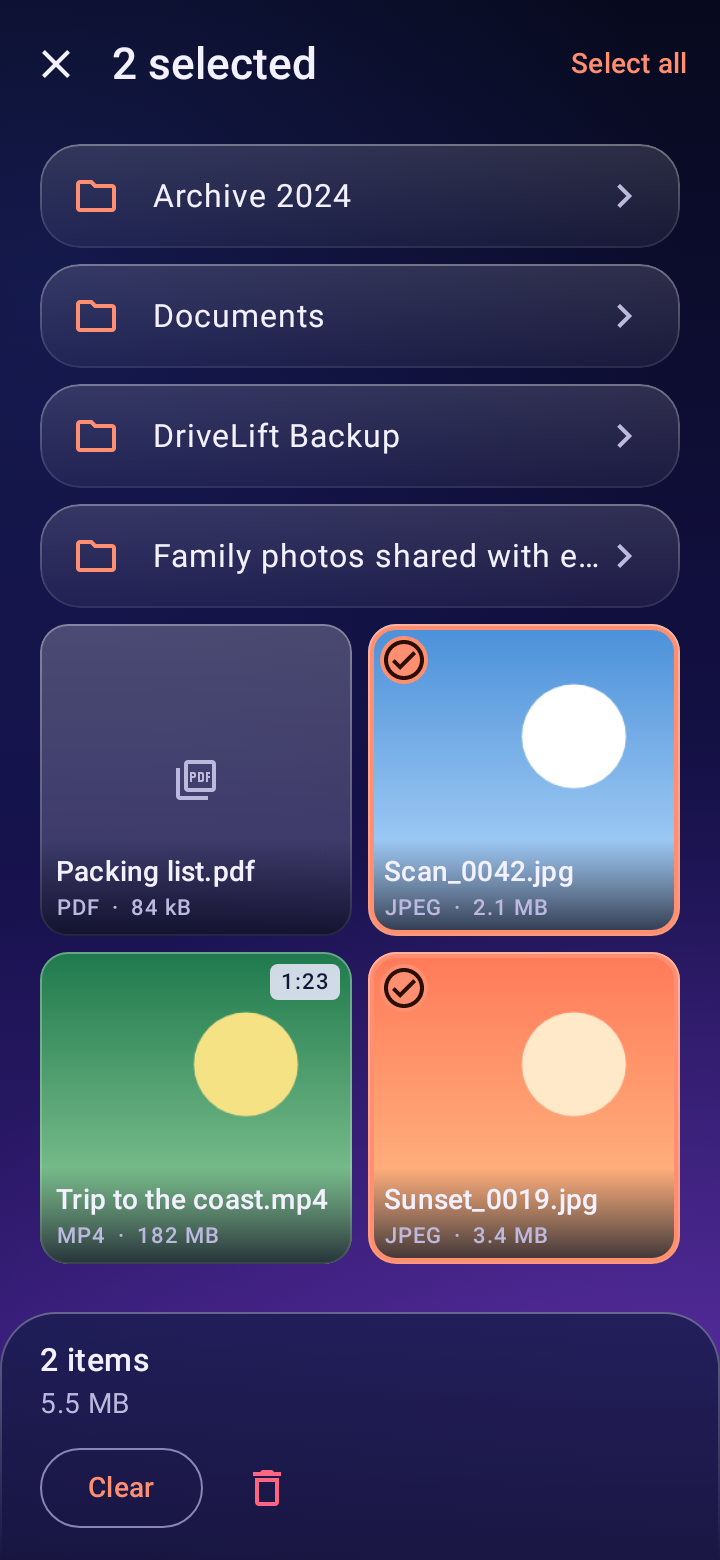 2 selected
Select all
Archive 2024
Documents
DriveLift Backup
Family photos shared with e…
PDF
Packing list.pdf
PDF · 84 kB
Scan_0042.jpg
JPEG · 2.1 MB
1:23
Trip to the coast.mp4
MP4 · 182 MB
Sunset_0019.jpg
JPEG · 3.4 MB
2 items
5.5 MB
Clear